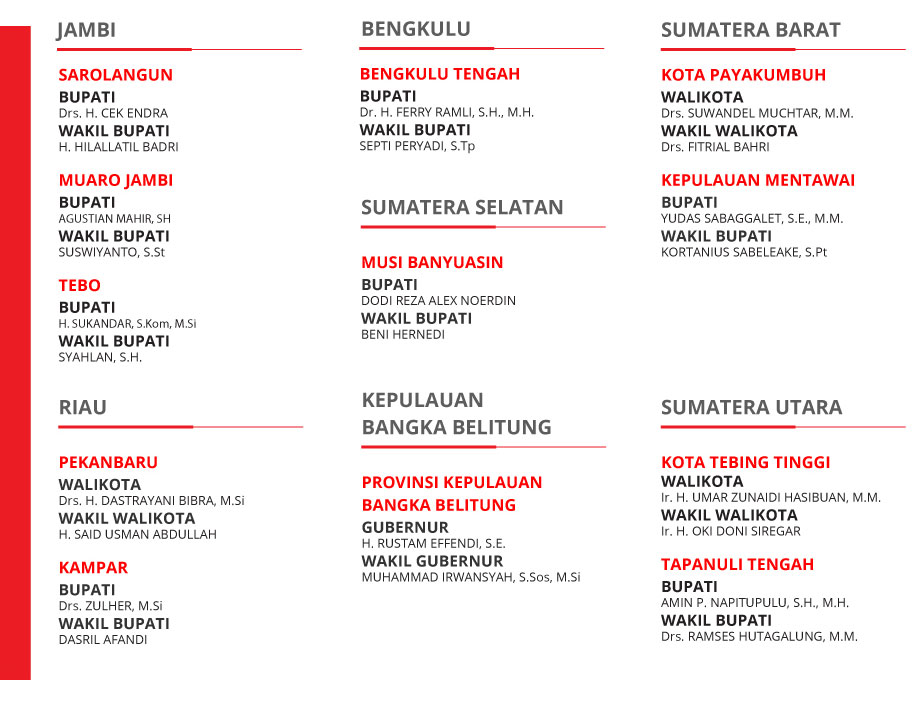 JAMBI
SAROLANGUN
BUPATI
Drs. H. CEK ENDRA
WAKIL BUPATI
H. HILALLATIL BADRI
MUARO JAMBI
BUPATI
AGUSTIAN MAHIR, SH
WAKIL BUPATI
SUSWIYANTO, S.St
TEBO
BUPATI
H. SUKANDAR, S.Kom, M.Si
WAKIL BUPATI
SYAHLAN, S.H.
RIAU
PEKANBARU
WALIKOTA
Drs. H. DASTRAYANI BIBRA, M.Si
WAKIL WALIKOTA
H. SAID USMAN ABDULLAH
KAMPAR
BUPATI
Drs. ZULHER, M.Si
WAKIL BUPATI
DASRIL AFANDI
BENGKULU
BENGKULU TENGAH
BUPATI
Dr. H. FERRY RAMLI, S.H., M.H.
WAKIL BUPATI
SEPTI PERYADI, S.Tp
SUMATERA SELATAN
MUSI BANYUASIN
BUPATI
DODI REZA ALEX NOERDIN
WAKIL BUPATI
BENI HERNEDI
KEPULAUAN
BANGKA BELITUNG
PROVINSI KEPULAUAN
BANGKA BELITUNG
GUBERNUR
H. RUSTAM EFFENDI, S.E.
WAKIL GUBERNUR
MUHAMMAD IRWANSYAH, S.Sos, M.Si
SUMATERA BARAT
KOTA PAYAKUMBUH
WALIKOTA
Drs. SUWANDEL MUCHTAR, M.M.
WAKIL WALIKOTA
Drs. FITRIAL BAHRI
KEPULAUAN MENTAWAI
BUPATI
YUDAS SABAGGALET, S.E., M.M.
WAKIL BUPATI
KORTANIUS SABELEAKE, S.Pt
SUMATERA UTARA
KOTA TEBING TINGGI
WALIKOTA
Ir. H. UMAR ZUNAIDI HASIBUAN, M.M.
WAKIL WALIKOTA
Ir. H. OKI DONI SIREGAR
TAPANULI TENGAH
BUPATI
AMIN P. NAPITUPULU, S.H., M.H.
WAKIL BUPATI
Drs. RAMSES HUTAGALUNG, M.M.